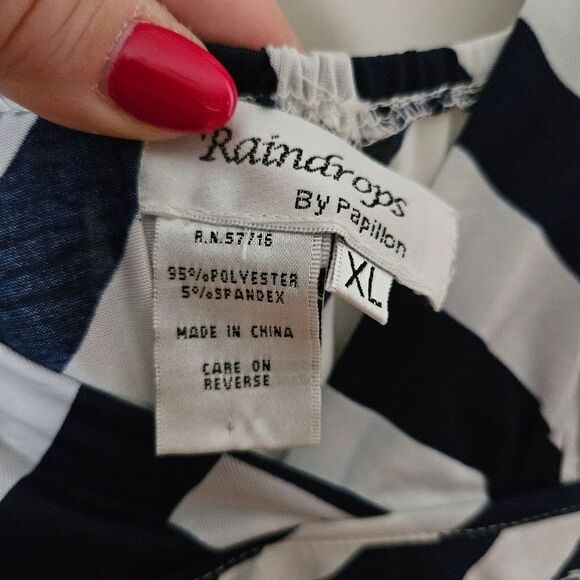 Raindrops
By Papillon
XL
R.N.57716
95%POLYESTER
5%SPANDEX
MADE IN CHINA
CARE ON
REVERSE